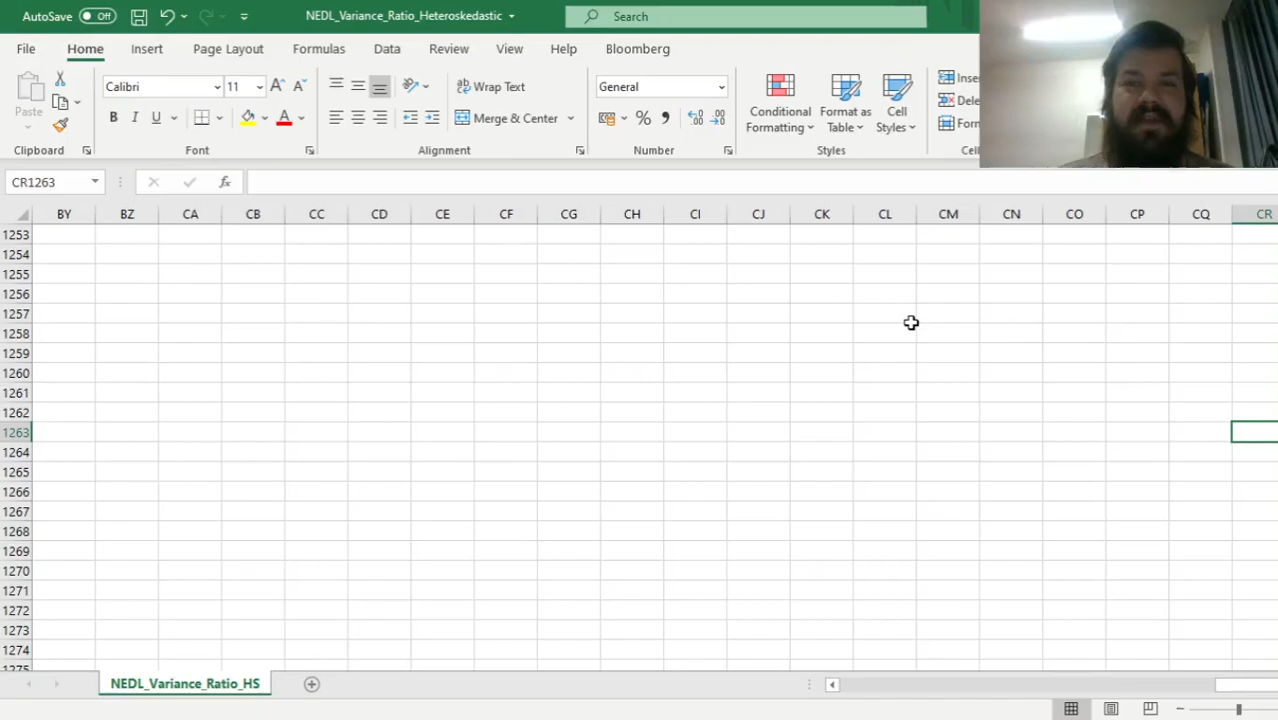 AutoSave Off NEDL_Variance_Ratio_Heteroskedastic Search
File Home Insert Page Layout Formulas Data Review View Help Bloomberg
Paste Calibri 11 Wrap Text General Conditional Formatting Format as Table Cell Styles
B I U Merge & Center %
Clipboard Font Alignment Number Styles
CR1263 fx
BY BZ CA CB CC CD CE CF CG CH CI CJ CK CL CM CN CO CP CQ CR
1253
1254
1255
1256
1257
1258
1259
1260
1261
1262
1263
1264
1265
1266
1267
1268
1269
1270
1271
1272
1273
1274
1275
NEDL_Variance_Ratio_HS